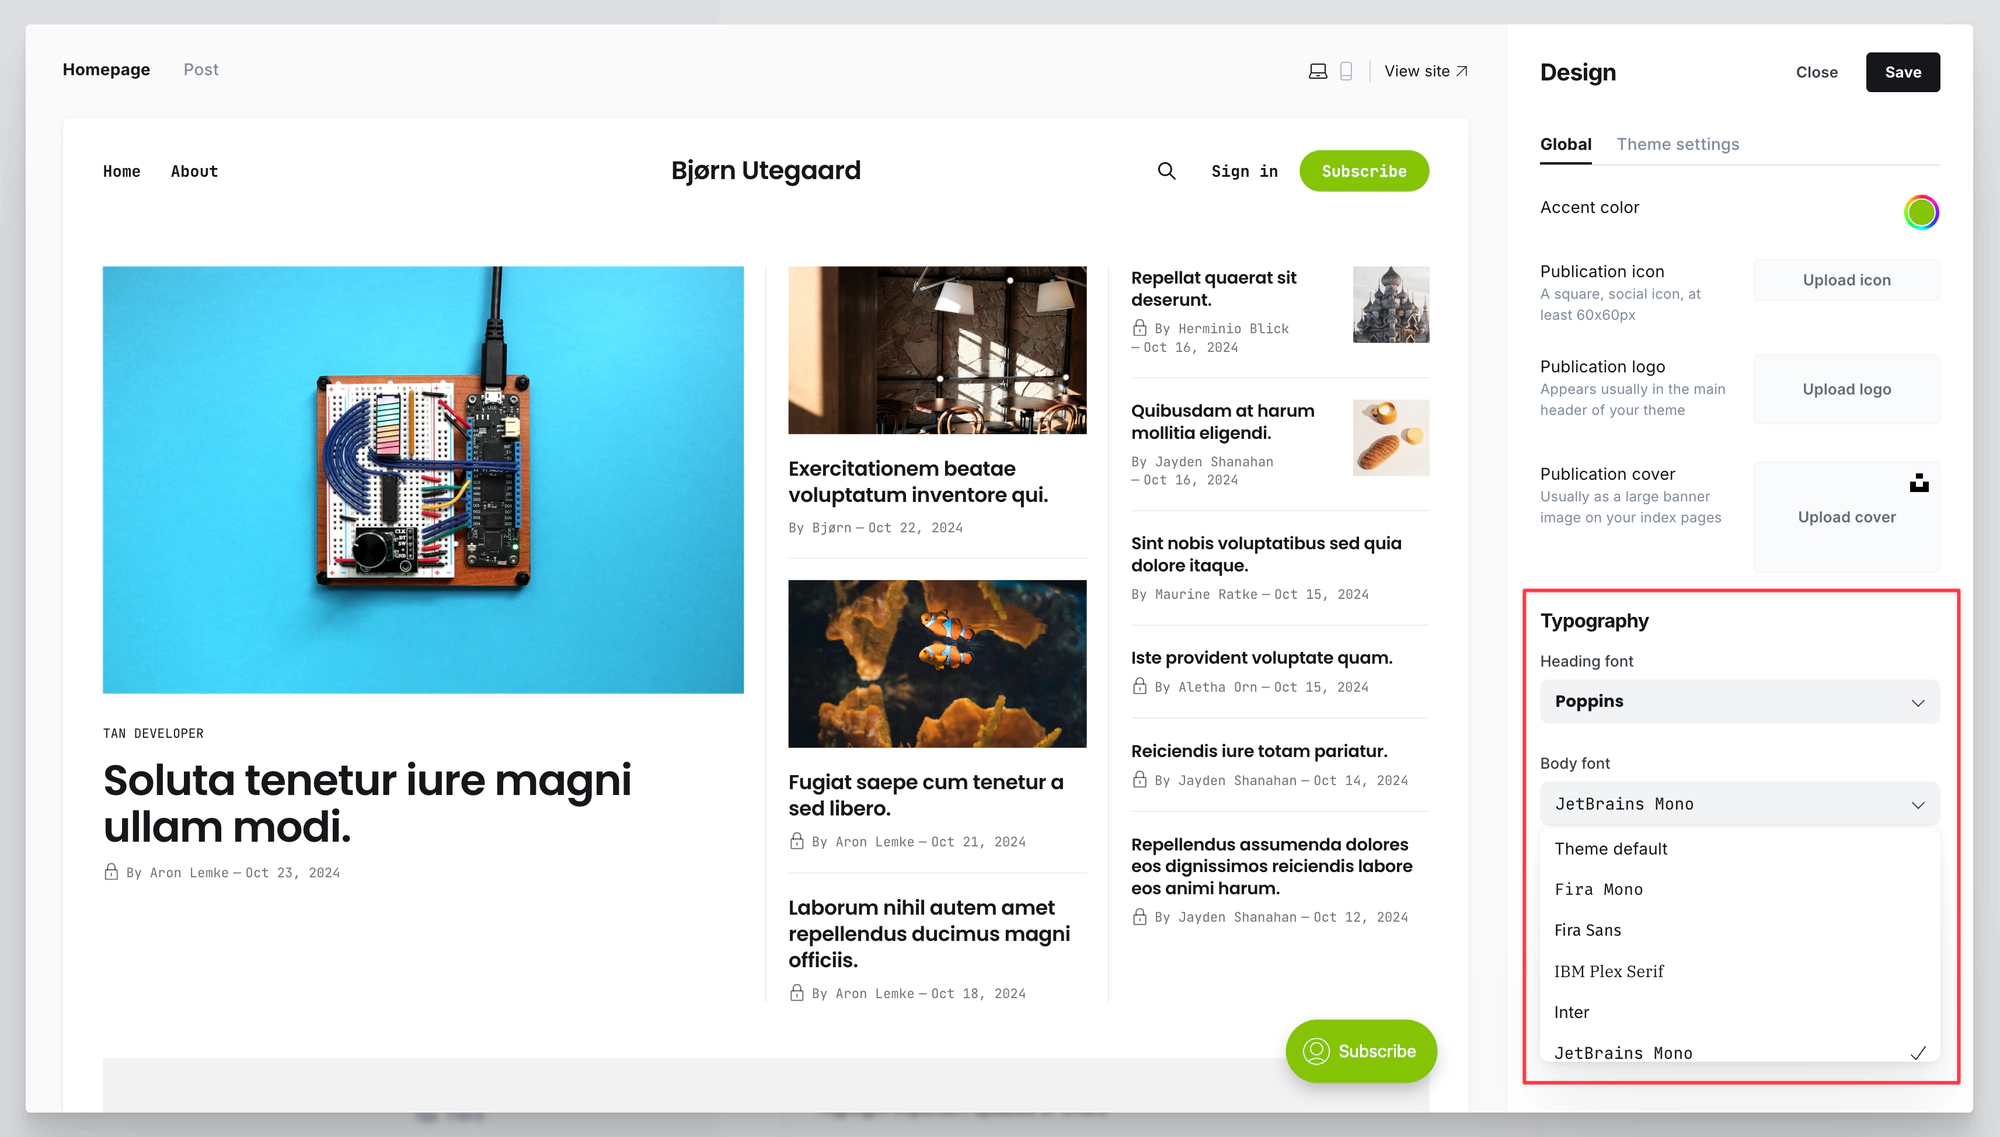 Homepage
Post
View site
Design
Close
Save
Home
About
Bjørn Utegaard
Sign in
Subscribe
Global
Theme settings
Accent color
Publication icon
A square, social icon, at
least 60x60px
Upload icon
Publication logo
Appears usually in the main
header of your theme
Upload logo
Publication cover
Usually as a large banner
image on your index pages
Upload cover
Typography
Heading font
Poppins
Body font
JetBrains Mono
Theme default
Fira Mono
Fira Sans
IBM Plex Serif
Inter
JetBrains Mono
TAN DEVELOPER
Soluta tenetur iure magni
ullam modi.
By Aron Lemke — Oct 23, 2024
Exercitationem beatae
voluptatum inventore qui.
By Bjørn — Oct 22, 2024
Fugiat saepe cum tenetur a
sed libero.
By Aron Lemke — Oct 21, 2024
Laborum nihil autem amet
repellendus ducimus magni
officiis.
By Aron Lemke — Oct 18, 2024
Repellat quaerat sit
deserunt.
By Herminio Blick
— Oct 16, 2024
Quibusdam at harum
mollitia eligendi.
By Jayden Shanahan
— Oct 16, 2024
Sint nobis voluptatibus sed quia
dolore itaque.
By Maurine Ratke — Oct 15, 2024
Iste provident voluptate quam.
By Aletha Orn — Oct 15, 2024
Reiciendis iure totam pariatur.
By Jayden Shanahan — Oct 14, 2024
Repellendus assumenda dolores
eos dignissimos reiciendis labore
eos animi harum.
By Jayden Shanahan — Oct 12, 2024
Subscribe